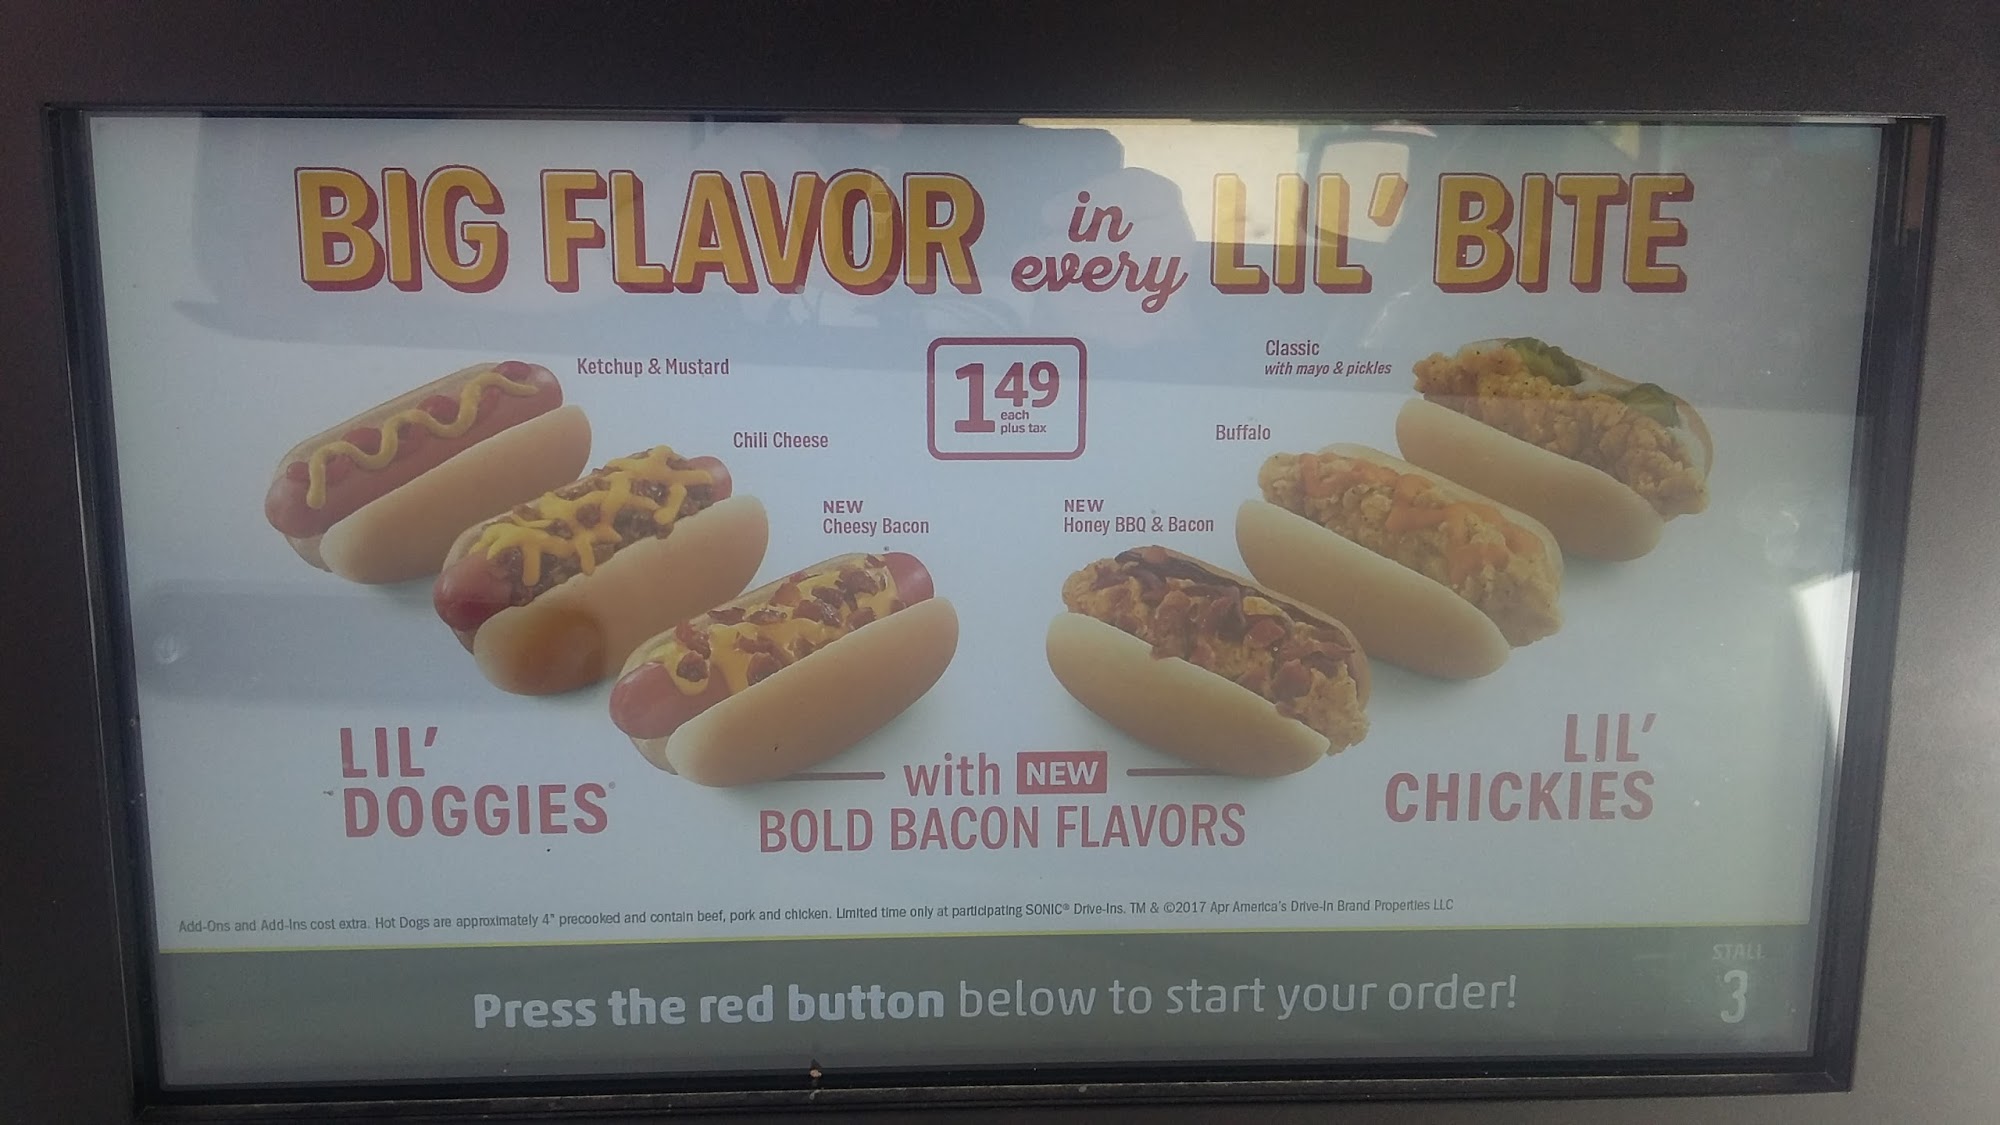 BIG FLAVOR in every LIL' BITE
Ketchup & Mustard
Chili Cheese
NEW
Cheesy Bacon
1 49
each
plus tax
Classic
with mayo & pickles
Buffalo
NEW
Honey BBQ & Bacon
LIL'
DOGGIES®
with NEW
BOLD BACON FLAVORS
LIL'
CHICKIES
Add-Ons and Add-Ins cost extra. Hot Dogs are approximately 4" precooked and contain beef, pork and chicken. Limited time only at participating SONIC® Drive-Ins. TM & ©2017 Apr America's Drive-In Brand Properties LLC
Press the red button below to start your order!
STALL
3